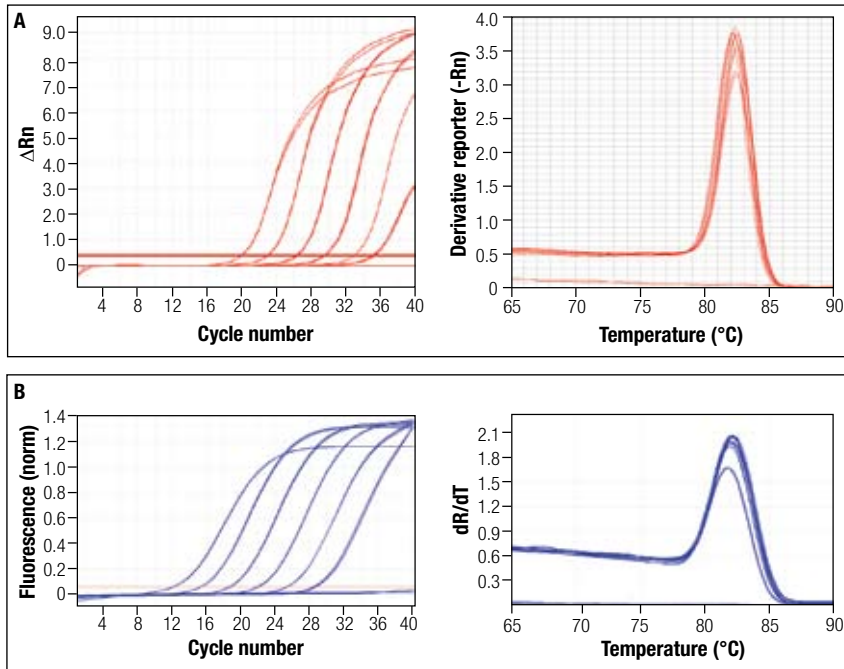 A
ΔRn
9.0
8.0
7.0
6.0
5.0
4.0
3.0
2.0
1.0
0
4 8 12 16 20 24 28 32 36 40
Cycle number
Derivative reporter (-Rn)
4.0
3.5
3.0
2.5
2.0
1.5
1.0
0.5
0
65 70 75 80 85 90
Temperature (°C)
B
Fluorescence (norm)
1.4
1.2
1.0
0.8
0.6
0.4
0.2
0
4 8 12 16 20 24 28 32 36 40
Cycle number
dR/dT
2.1
1.8
1.5
1.2
0.9
0.6
0.3
65 70 75 80 85 90
Temperature (°C)